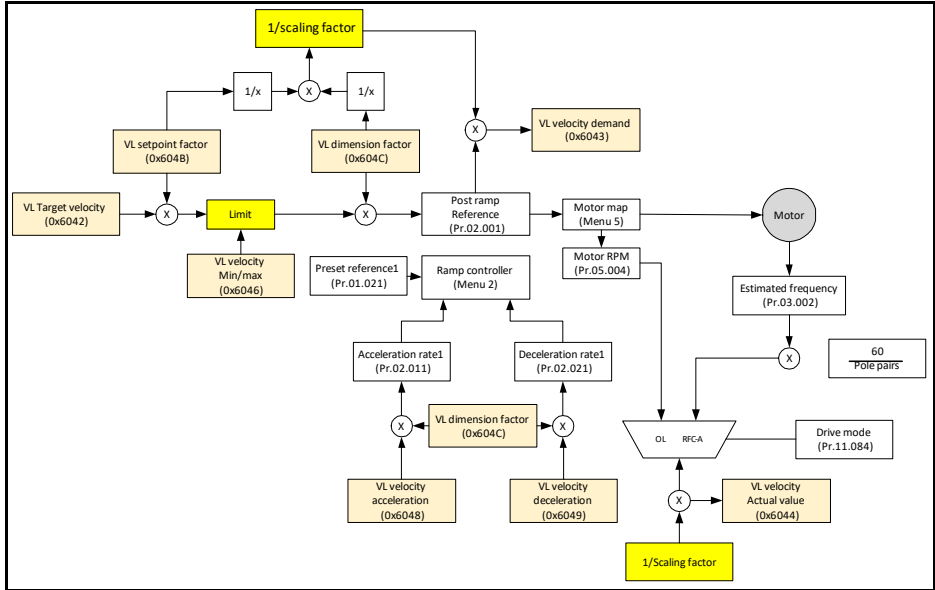 1/scaling factor
1/x
X
1/x
VL setpoint factor
(0x604B)
VL dimension factor
(0x604C)
X
VL velocity demand
(0x6043)
VL Target velocity
(0x6042)
X
Limit
X
Post ramp
Reference
(Pr.02.001)
Motor map
(Menu 5)
Motor
VL velocity
Min/max
(0x6046)
Preset reference1
(Pr.01.021)
Ramp controller
(Menu 2)
Motor RPM
(Pr.05.004)
Estimated frequency
(Pr.03.002)
Acceleration rate1
(Pr.02.011)
Deceleration rate1
(Pr.02.021)
X
60
Pole pairs
X
VL dimension factor
(0x604C)
X
OL
RFC-A
Drive mode
(Pr.11.084)
VL velocity
acceleration
(0x6048)
VL velocity
deceleration
(0x6049)
X
VL velocity
Actual value
(0x6044)
1/Scaling factor